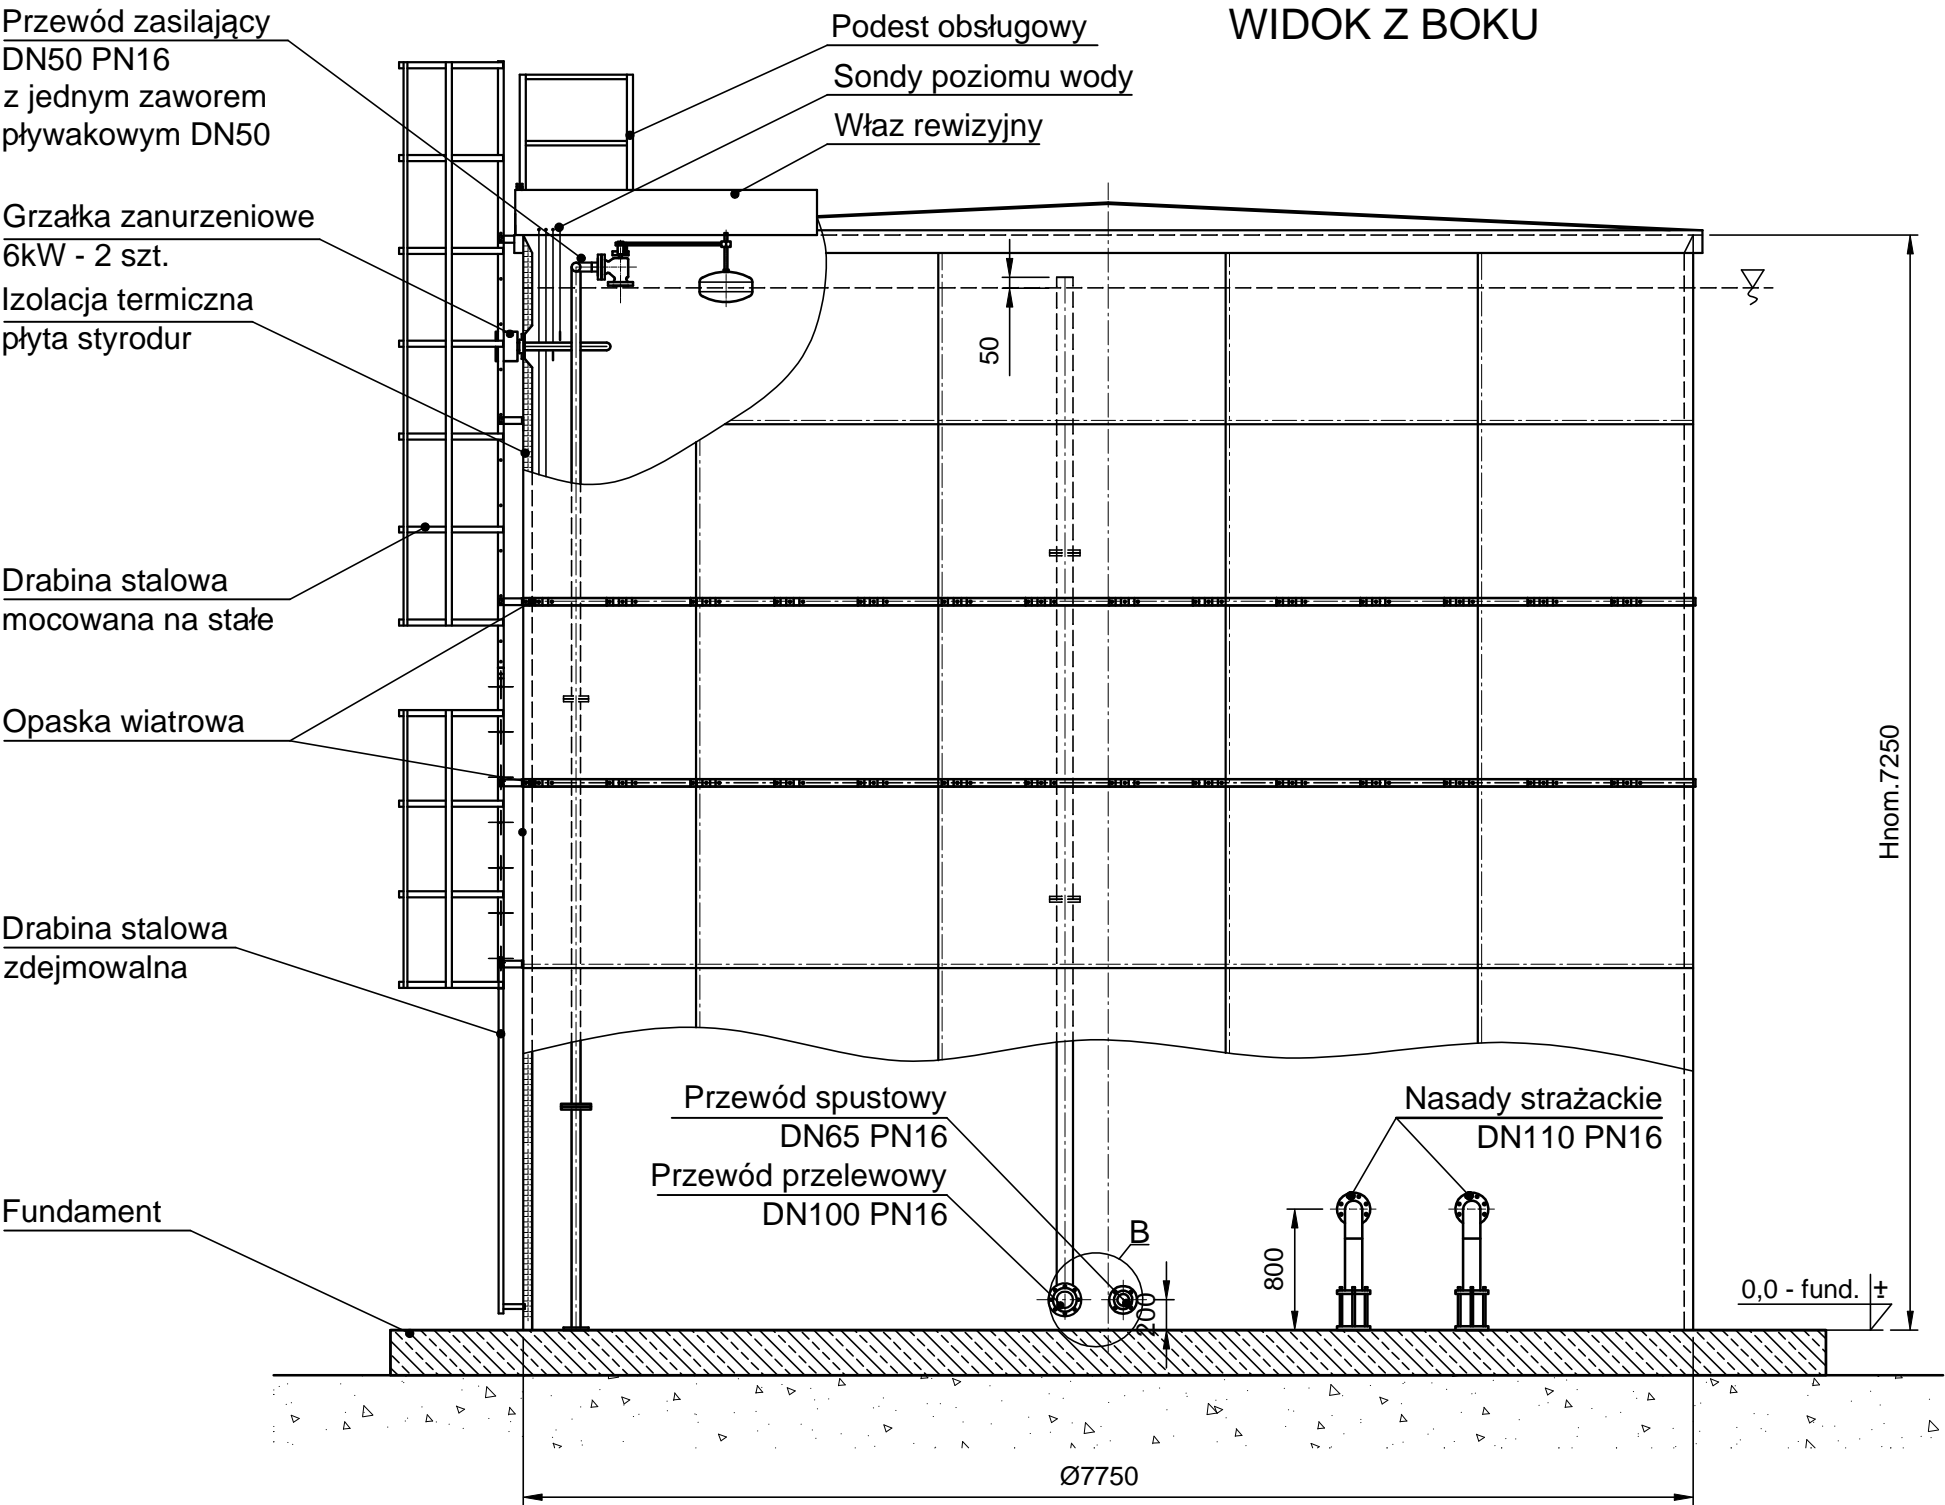 WIDOK Z BOKU
Przewód zasilający
DN50 PN16
z jednym zaworem
pływakowym DN50
Podest obsługowy
Sondy poziomu wody
Właz rewizyjny
Grzałka zanurzeniowe
6kW - 2 szt.
Izolacja termiczna
płyta styrodur
50
Drabina stalowa
mocowana na stałe
Opaska wiatrowa
Hnom.7250
Drabina stalowa
zdejmowalna
Przewód spustowy
DN65 PN16
Przewód przelewowy
DN100 PN16
Nasady strażackie
DN110 PN16
Fundament
B
200
800
0,0 - fund. ±
Ø7750